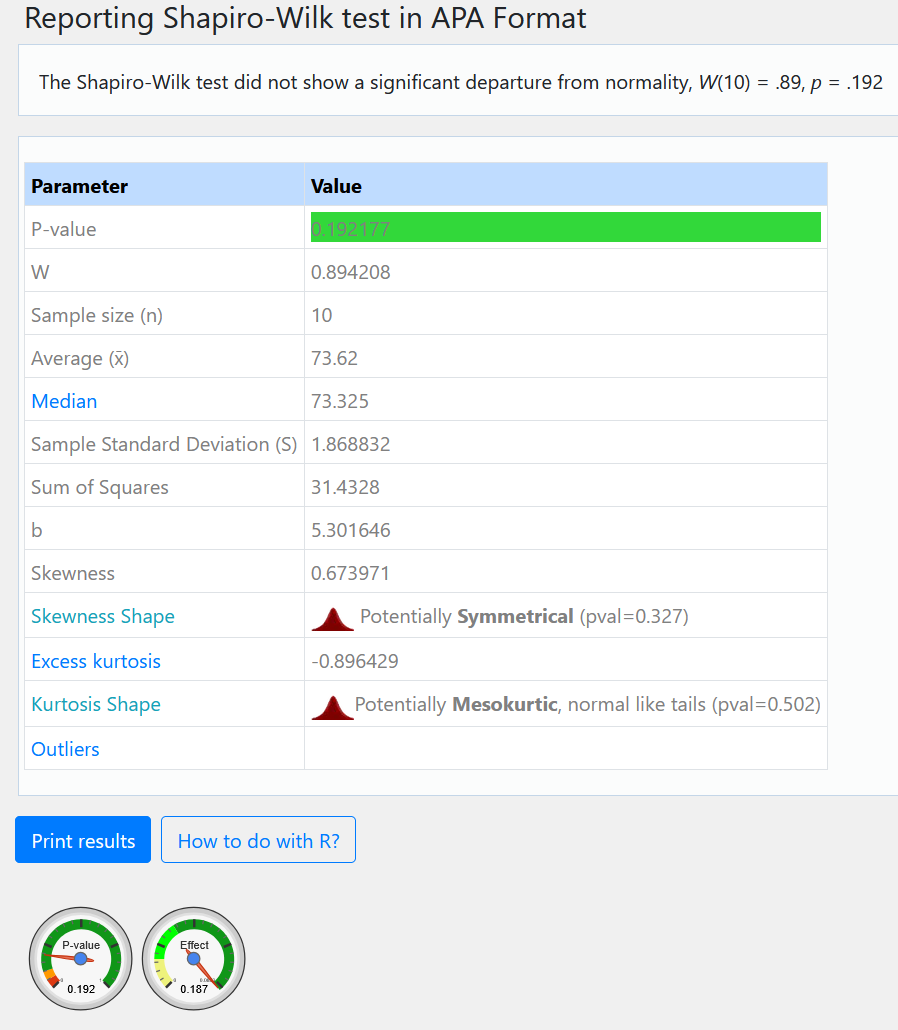 Reporting Shapiro-Wilk test in APA Format
The Shapiro-Wilk test did not show a significant departure from normality, W(10) = .89, p = .192
Parameter Value
P-value 0.192177
W 0.894208
Sample size (n) 10
Average (x̄) 73.62
Median 73.325
Sample Standard Deviation (S) 1.868832
Sum of Squares 31.4328
b 5.301646
Skewness 0.673971
Skewness Shape Potentially Symmetrical (pval=0.327)
Excess kurtosis -0.896429
Kurtosis Shape Potentially Mesokurtic, normal like tails (pval=0.502)
Outliers
Print results How to do with R?
P-value Effect
0.192 0.187